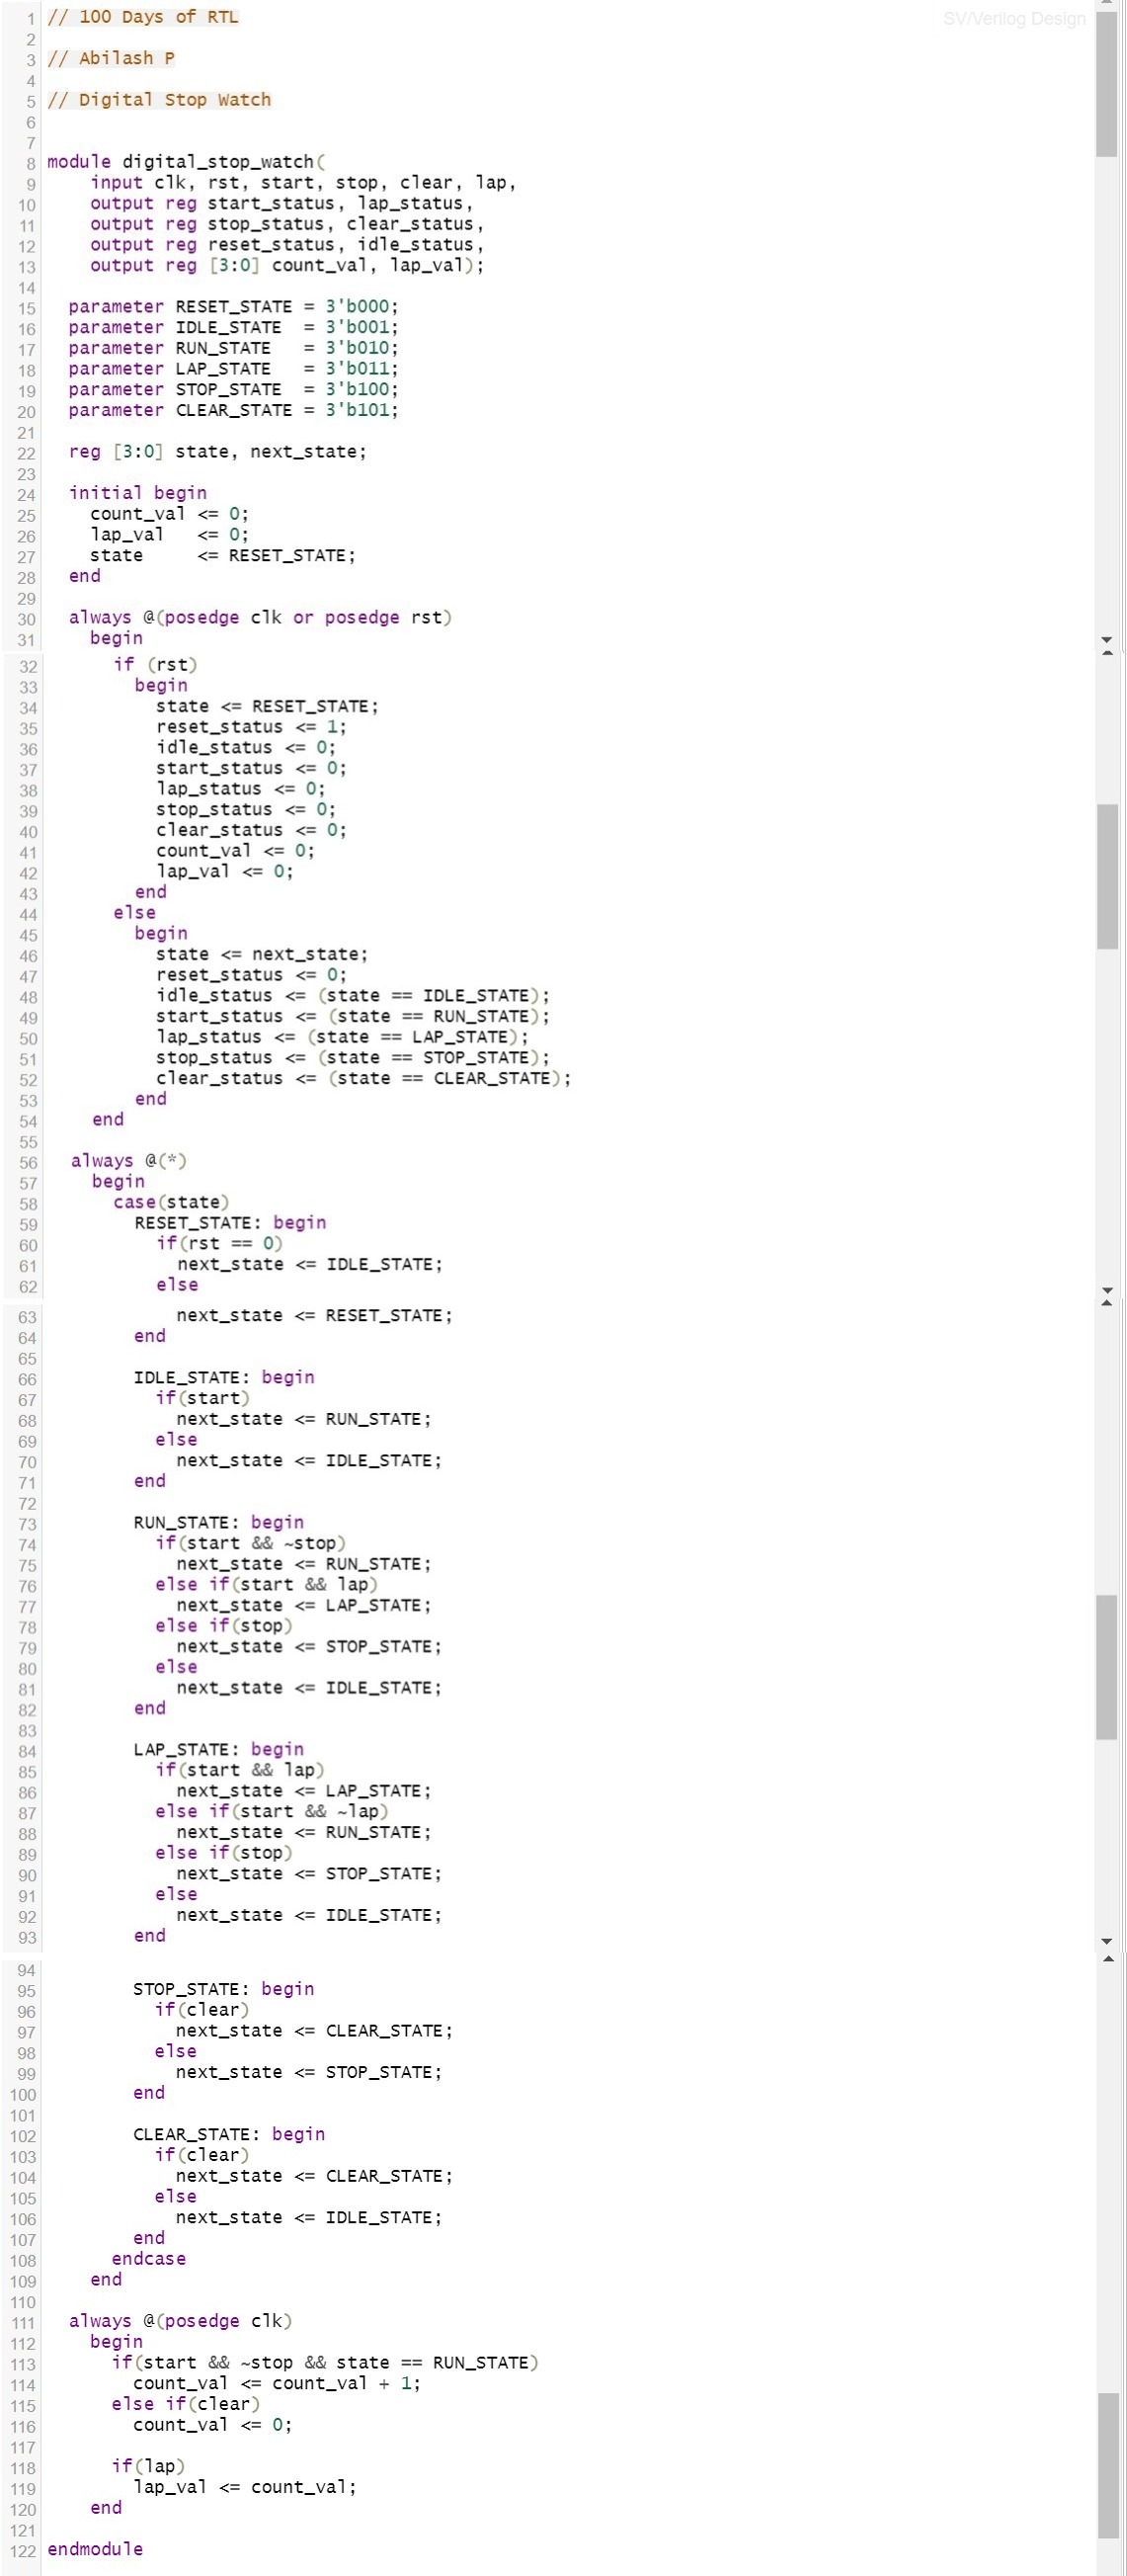 SV/Verilog Design
1 // 100 Days of RTL
2
3 // Abilash P
4
5 // Digital Stop Watch
6
7
8 module digital_stop_watch(
9     input clk, rst, start, stop, clear, lap,
10     output reg start_status, lap_status,
11     output reg stop_status, clear_status,
12     output reg reset_status, idle_status,
13     output reg [3:0] count_val, lap_val);
14
15   parameter RESET_STATE = 3'b000;
16   parameter IDLE_STATE  = 3'b001;
17   parameter RUN_STATE   = 3'b010;
18   parameter LAP_STATE   = 3'b011;
19   parameter STOP_STATE  = 3'b100;
20   parameter CLEAR_STATE = 3'b101;
21
22   reg [3:0] state, next_state;
23
24   initial begin
25     count_val <= 0;
26     lap_val   <= 0;
27     state     <= RESET_STATE;
28   end
29
30   always @(posedge clk or posedge rst)
31     begin
32       if (rst)
33         begin
34           state <= RESET_STATE;
35           reset_status <= 1;
36           idle_status <= 0;
37           start_status <= 0;
38           lap_status <= 0;
39           stop_status <= 0;
40           clear_status <= 0;
41           count_val <= 0;
42           lap_val <= 0;
43         end
44       else
45         begin
46           state <= next_state;
47           reset_status <= 0;
48           idle_status <= (state == IDLE_STATE);
49           start_status <= (state == RUN_STATE);
50           lap_status <= (state == LAP_STATE);
51           stop_status <= (state == STOP_STATE);
52           clear_status <= (state == CLEAR_STATE);
53         end
54     end
55
56   always @(*)
57     begin
58       case(state)
59         RESET_STATE: begin
60           if(rst == 0)
61             next_state <= IDLE_STATE;
62           else
63             next_state <= RESET_STATE;
64         end
65
66         IDLE_STATE: begin
67           if(start)
68             next_state <= RUN_STATE;
69           else
70             next_state <= IDLE_STATE;
71         end
72
73         RUN_STATE: begin
74           if(start && ~stop)
75             next_state <= RUN_STATE;
76           else if(start && lap)
77             next_state <= LAP_STATE;
78           else if(stop)
79             next_state <= STOP_STATE;
80           else
81             next_state <= IDLE_STATE;
82         end
83
84         LAP_STATE: begin
85           if(start && lap)
86             next_state <= LAP_STATE;
87           else if(start && ~lap)
88             next_state <= RUN_STATE;
89           else if(stop)
90             next_state <= STOP_STATE;
91           else
92             next_state <= IDLE_STATE;
93         end
94
95         STOP_STATE: begin
96           if(clear)
97             next_state <= CLEAR_STATE;
98           else
99             next_state <= STOP_STATE;
100         end
101
102         CLEAR_STATE: begin
103           if(clear)
104             next_state <= CLEAR_STATE;
105           else
106             next_state <= IDLE_STATE;
107         end
108       endcase
109     end
110
111   always @(posedge clk)
112     begin
113       if(start && ~stop && state == RUN_STATE)
114         count_val <= count_val + 1;
115       else if(clear)
116         count_val <= 0;
117
118       if(lap)
119         lap_val <= count_val;
120     end
121
122 endmodule